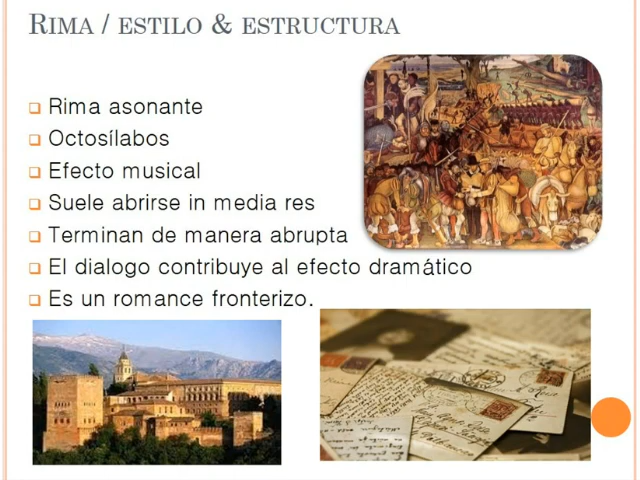 RIMA / ESTILO & ESTRUCTURA
Rima asonante
Octosílabos
Efecto musical
Suele abrirse in media res
Terminan de manera abrupta
El dialogo contribuye al efecto dramático
Es un romance fronterizo.